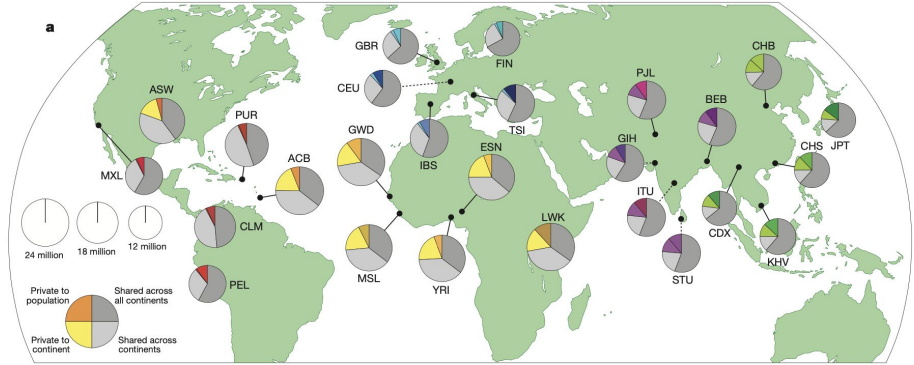 a
GBR
FIN
CHB
CEU
PJL
ASW
BEB
PUR
GWD
TSI
JPT
IBS
ESN
GIH
CHS
ACB
MXL
ITU
LWK
CLM
CDX
24 million
18 million
12 million
KHV
MSL
STU
YRI
PEL
Private to
population
Shared across
all continents
Private to
continent
Shared across
continents